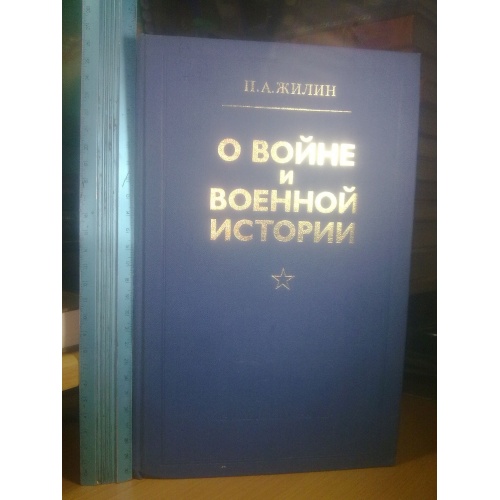 П.А.ЖИЛИН
О ВОЙНЕ
И
ВОЕННОЙ
ИСТОРИИ